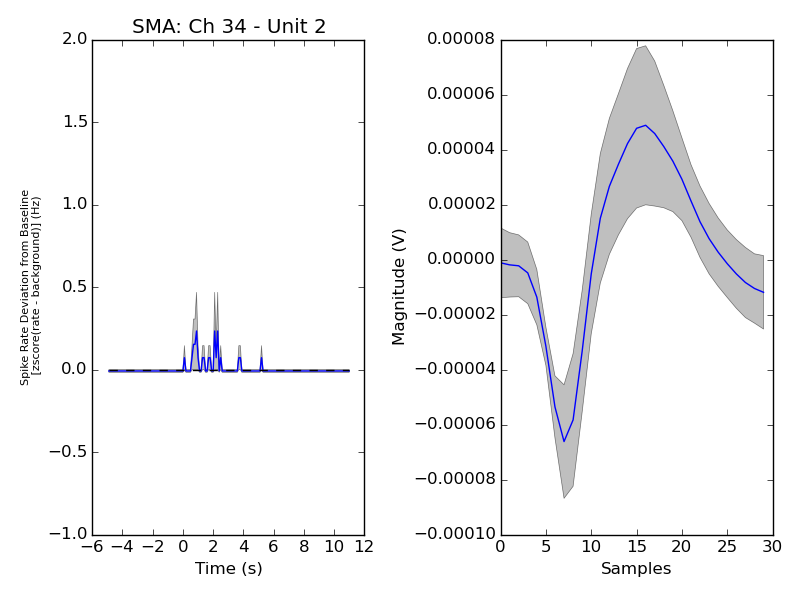 SMA: Ch 34 - Unit 2
2.0
1.5
1.0
0.5
0.0
−0.5
−1.0
−6 −4 −2 0 2 4 6 8 10 12
Time (s)
Spike Rate Deviation from Baseline
[zscore(rate - background)] (Hz)
0.00008
0.00006
0.00004
0.00002
0.00000
−0.00002
−0.00004
−0.00006
−0.00008
−0.00010
0 5 10 15 20 25 30
Samples
Magnitude (V)